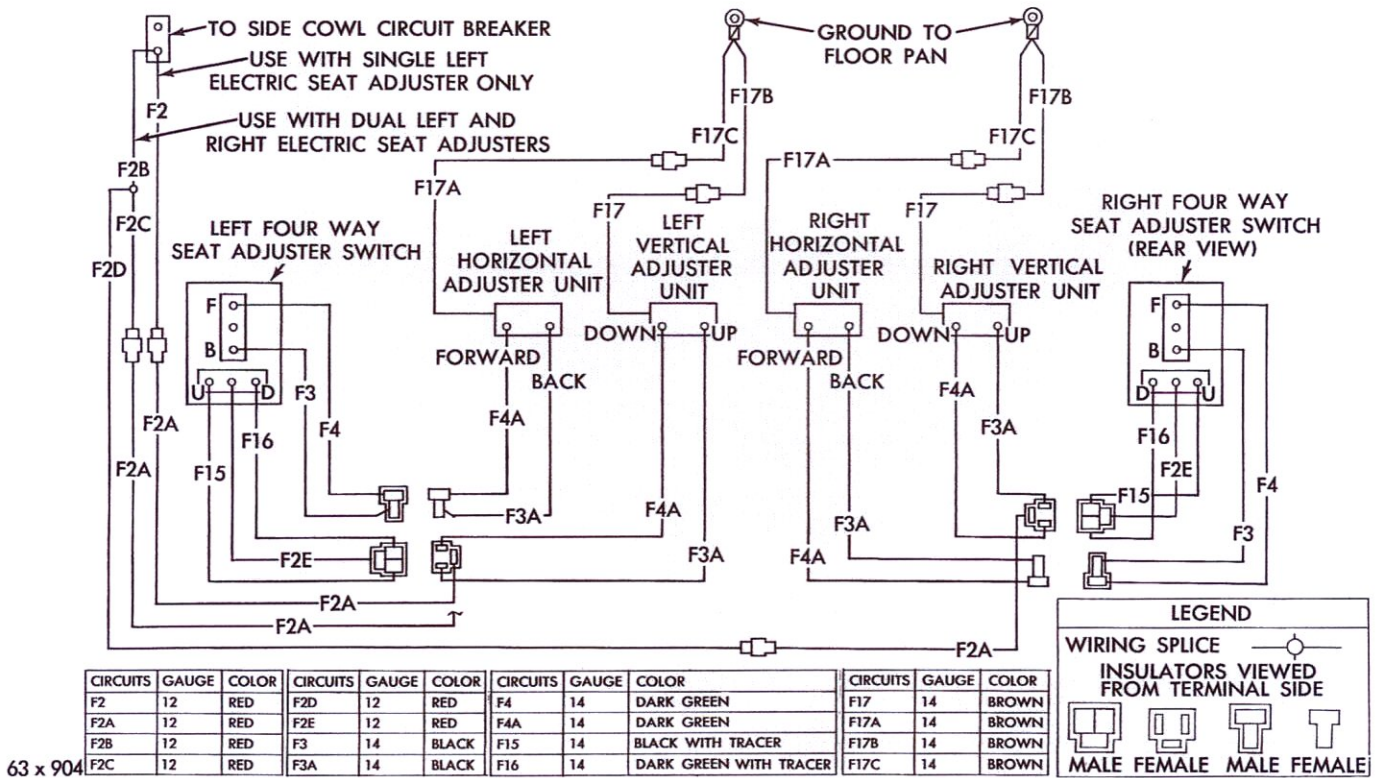 TO SIDE COWL CIRCUIT BREAKER
USE WITH SINGLE LEFT
ELECTRIC SEAT ADJUSTER ONLY
F2
USE WITH DUAL LEFT AND
RIGHT ELECTRIC SEAT ADJUSTERS
F2B
F2C
F2D
GROUND TO
FLOOR PAN
F17B
F17C
F17A
F17
F17B
F17C
F17A
F17
LEFT FOUR WAY
SEAT ADJUSTER SWITCH
LEFT
HORIZONTAL
ADJUSTER UNIT
LEFT
VERTICAL
ADJUSTER
UNIT
RIGHT
HORIZONTAL
ADJUSTER
UNIT
RIGHT VERTICAL
ADJUSTER UNIT
RIGHT FOUR WAY
SEAT ADJUSTER SWITCH
(REAR VIEW)
F
B
U D
FORWARD
BACK
DOWN UP
FORWARD
BACK
DOWN UP
F
B
D U
F3
F4
F16
F15
F2A
F2A
F4A
F3A
F4A
F3A
F2E
F2A
F2A
F4A
F3A
F4A
F3A
F16
F2E
F15
F4
F3
F2A
LEGEND
WIRING SPLICE
INSULATORS VIEWED
FROM TERMINAL SIDE
MALE FEMALE MALE FEMALE
CIRCUITS GAUGE COLOR CIRCUITS GAUGE COLOR CIRCUITS GAUGE COLOR CIRCUITS GAUGE COLOR
F2 12 RED F2D 12 RED F4 14 DARK GREEN F17 14 BROWN
F2A 12 RED F2E 12 RED F4A 14 DARK GREEN F17A 14 BROWN
F2B 12 RED F3 14 BLACK F15 14 BLACK WITH TRACER F17B 14 BROWN
F2C 12 RED F3A 14 BLACK F16 14 DARK GREEN WITH TRACER F17C 14 BROWN
63 x 904